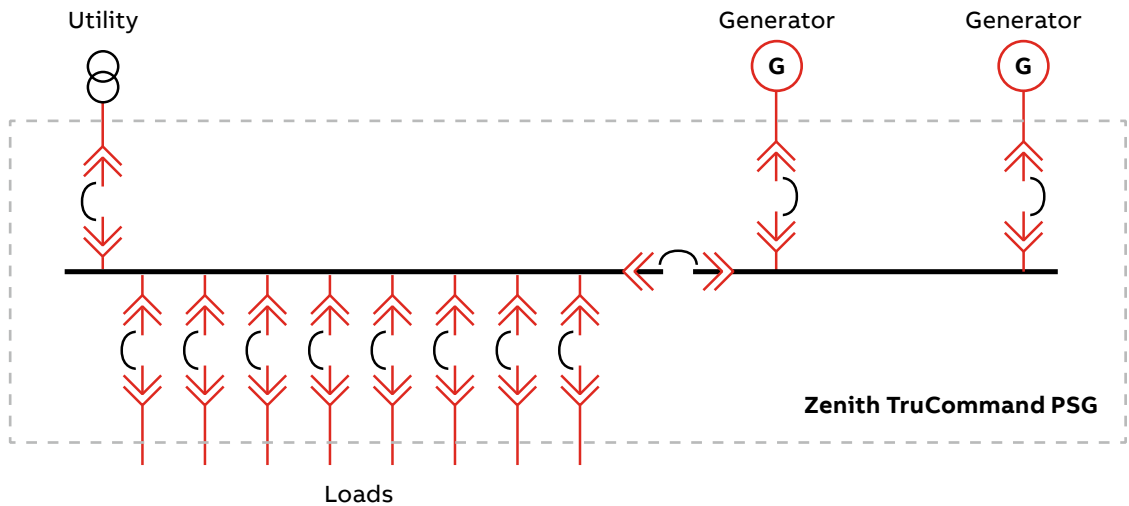 Utility
Generator
Generator
G
G
Zenith TruCommand PSG
Loads